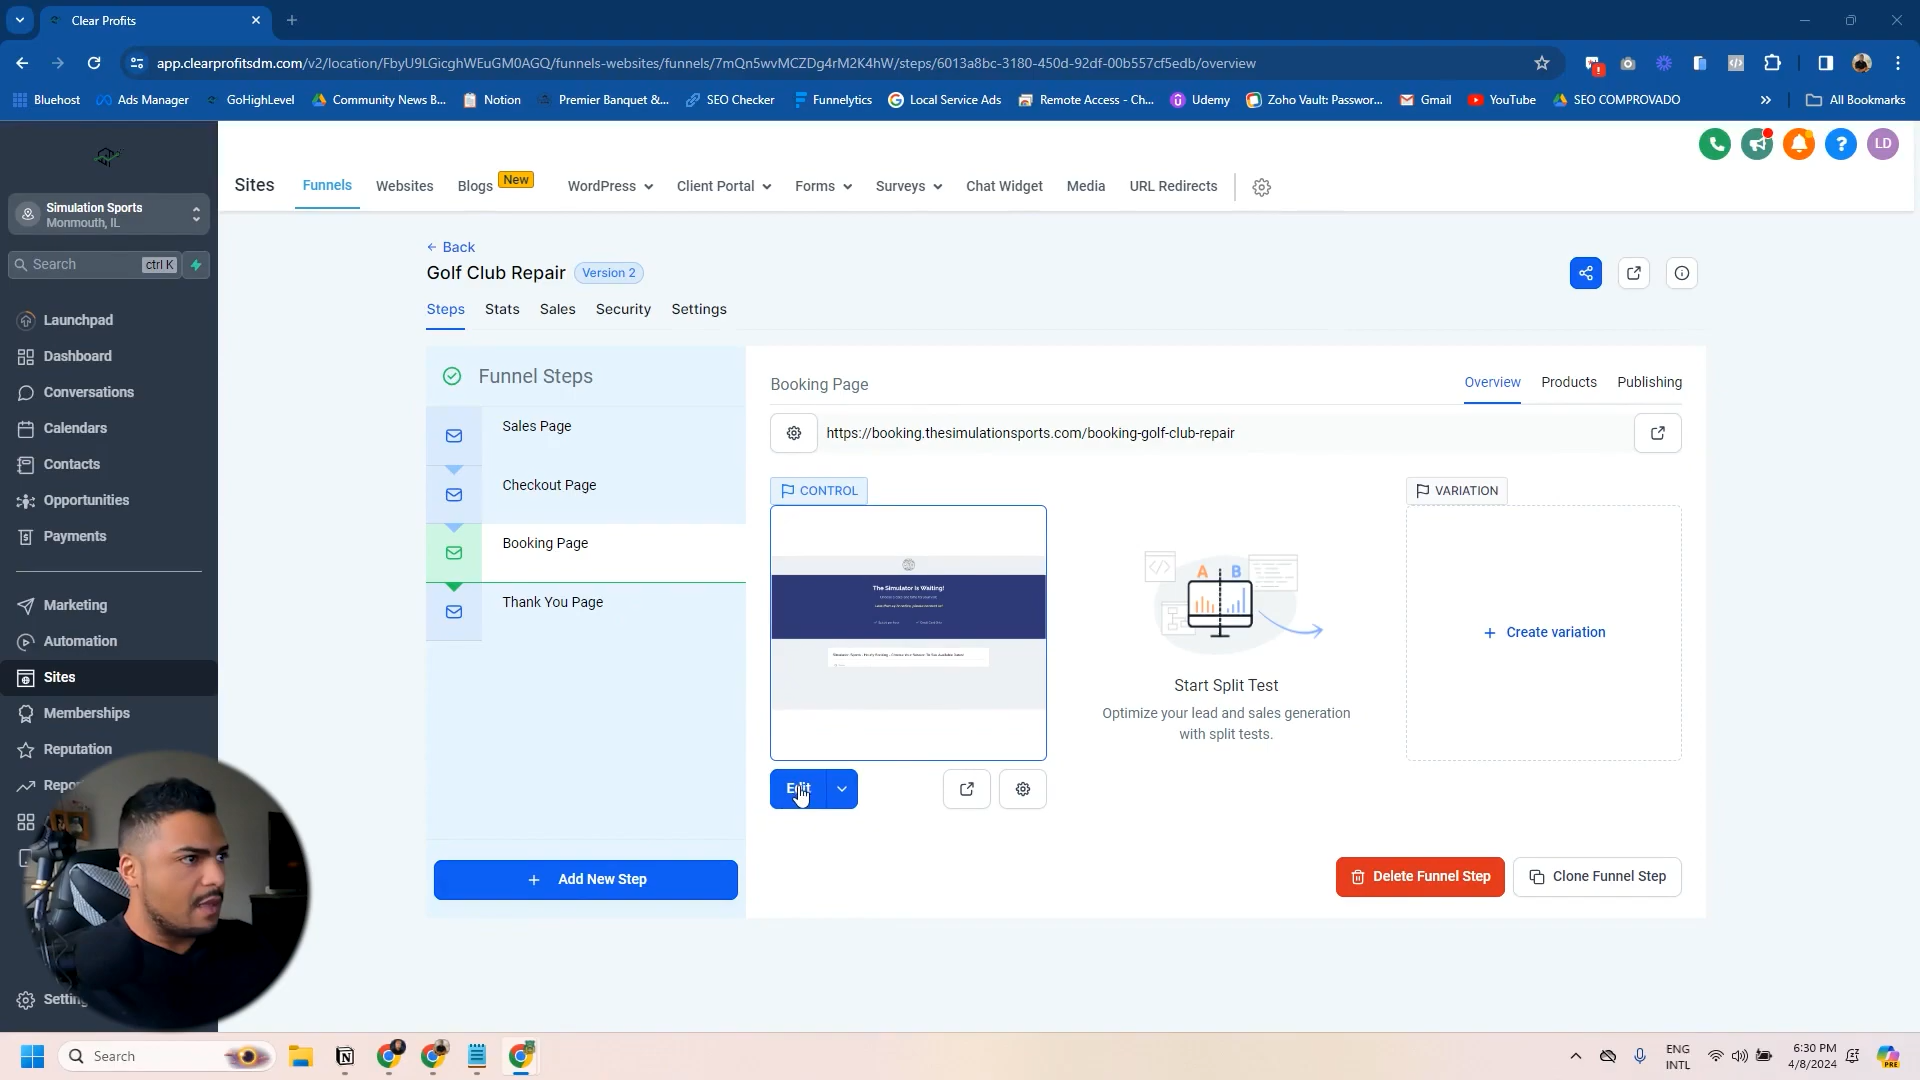 Clear Profits
app.clearprofitsdm.com/v2/location/FbyU9LGicghWEuGM0AGQ/funnels-websites/funnels/7mQn5wvMCZDg4rM2K4hW/steps/6013a8bc-3180-450d-92df-00b557cf5edb/overview
Bluehost
Ads Manager
GoHighLevel
Community News B...
Notion
Premier Banquet &...
SEO Checker
Funnelytics
Local Service Ads
Remote Access - Ch...
Udemy
Zoho Vault: Passwor...
Gmail
YouTube
SEO COMPROVADO
All Bookmarks
LD
Sites
Funnels
Websites
Blogs
New
WordPress
Client Portal
Forms
Surveys
Chat Widget
Media
URL Redirects
Simulation Sports
Monmouth, IL
Search
ctrl K
Launchpad
Dashboard
Conversations
Calendars
Contacts
Opportunities
Payments
Marketing
Automation
Sites
Memberships
Reputation
Repo
Setting
← Back
Golf Club Repair
Version 2
Steps
Stats
Sales
Security
Settings
Funnel Steps
Sales Page
Checkout Page
Booking Page
Thank You Page
+ Add New Step
Booking Page
Overview
Products
Publishing
https://booking.thesimulationsports.com/booking-golf-club-repair
CONTROL
The Simulator Is Waiting!
Edit
A B
Start Split Test
Optimize your lead and sales generation
with split tests.
VARIATION
+ Create variation
Delete Funnel Step
Clone Funnel Step
Search
ENG
INTL
6:30 PM
4/8/2024
PRE